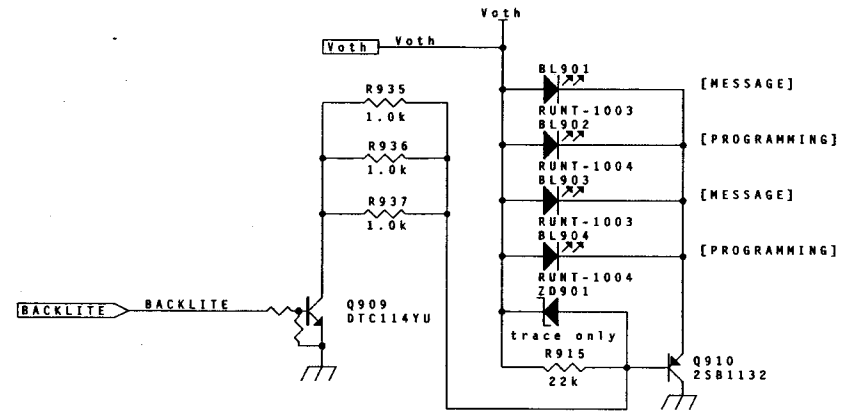 Voth
Voth Voth
BL901
[MESSAGE]
R935
1.0k
RUNT-1003
BL902
[PROGRAMMING]
R936
1.0k
RUNT-1004
BL903
[MESSAGE]
R937
1.0k
RUNT-1003
BL904
[PROGRAMMING]
RUNT-1004
ZD901
BACKLITE BACKLITE
Q909
DTC114YU
trace only
R915
22k
Q910
2SB1132